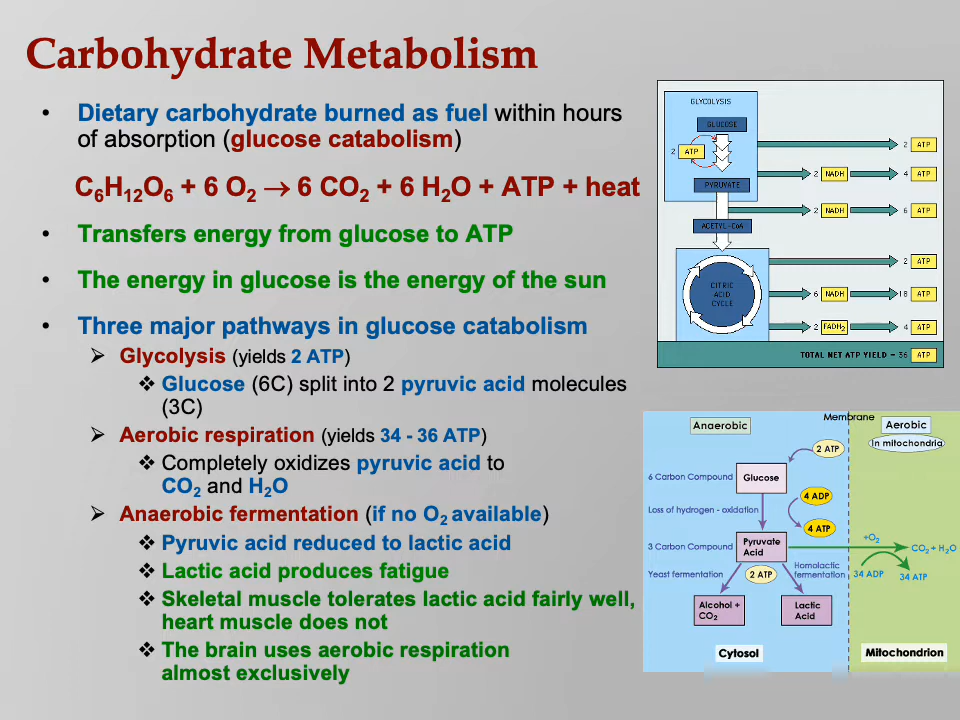 Carbohydrate Metabolism
• Dietary carbohydrate burned as fuel within hours
of absorption (glucose catabolism)
C₆H₁₂O₆ + 6 O₂ → 6 CO₂ + 6 H₂O + ATP + heat
• Transfers energy from glucose to ATP
• The energy in glucose is the energy of the sun
• Three major pathways in glucose catabolism
➢ Glycolysis (yields 2 ATP)
❖ Glucose (6C) split into 2 pyruvic acid molecules
(3C)
➢ Aerobic respiration (yields 34 - 36 ATP)
❖ Completely oxidizes pyruvic acid to
CO₂ and H₂O
➢ Anaerobic fermentation (if no O₂ available)
❖ Pyruvic acid reduced to lactic acid
❖ Lactic acid produces fatigue
❖ Skeletal muscle tolerates lactic acid fairly well,
heart muscle does not
❖ The brain uses aerobic respiration
almost exclusively
GLYCOLYSIS
GLUCOSE
2 ATP
2 ATP
2 NADH 4 ATP
PYRUVATE
2 NADH 6 ATP
ACETYL-CoA
2 ATP
CITRIC
ACID
CYCLE
6 NADH 18 ATP
2 FADH₂ 4 ATP
TOTAL NET ATP YIELD = 36 ATP
Membrane
Anaerobic
Aerobic
In mitochondria
2 ATP
6 Carbon Compound
Glucose
4 ADP
Loss of hydrogen - oxidation
4 ATP
3 Carbon Compound
Pyruvate
Acid
+O₂
CO₂ + H₂O
Yeast fermentation
2 ATP
Homolactic
fermentation
34 ADP
34 ATP
Alcohol +
CO₂
Lactic
Acid
Cytosol
Mitochondrion